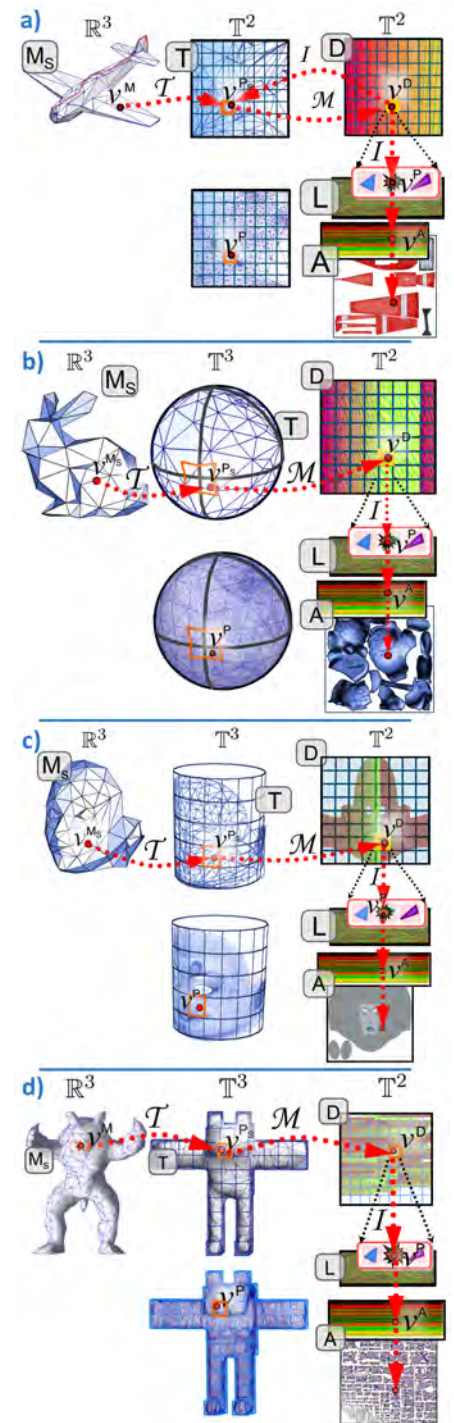 a) ℝ³ 𝕋² 𝕋²
M_S T D
v^M 𝒯 v^P I ℳ v^D
I
v^P
L
v^P v^A
A
b) ℝ³ 𝕋³ 𝕋²
M_S D
T
v^{M_S} 𝒯 v^{P_S} ℳ v^D
I
L v^P
v^P A v^A
c) ℝ³ 𝕋³ 𝕋²
M_S D
T
v^{M_S} 𝒯 v^{P_S} ℳ v^D
I
v^P
L
v^P A v^A
d) ℝ³ 𝕋³ 𝕋²
D
v^M 𝒯 v^{P_S} ℳ v^D
M_S T
I
L v^P
v^P v^A
A